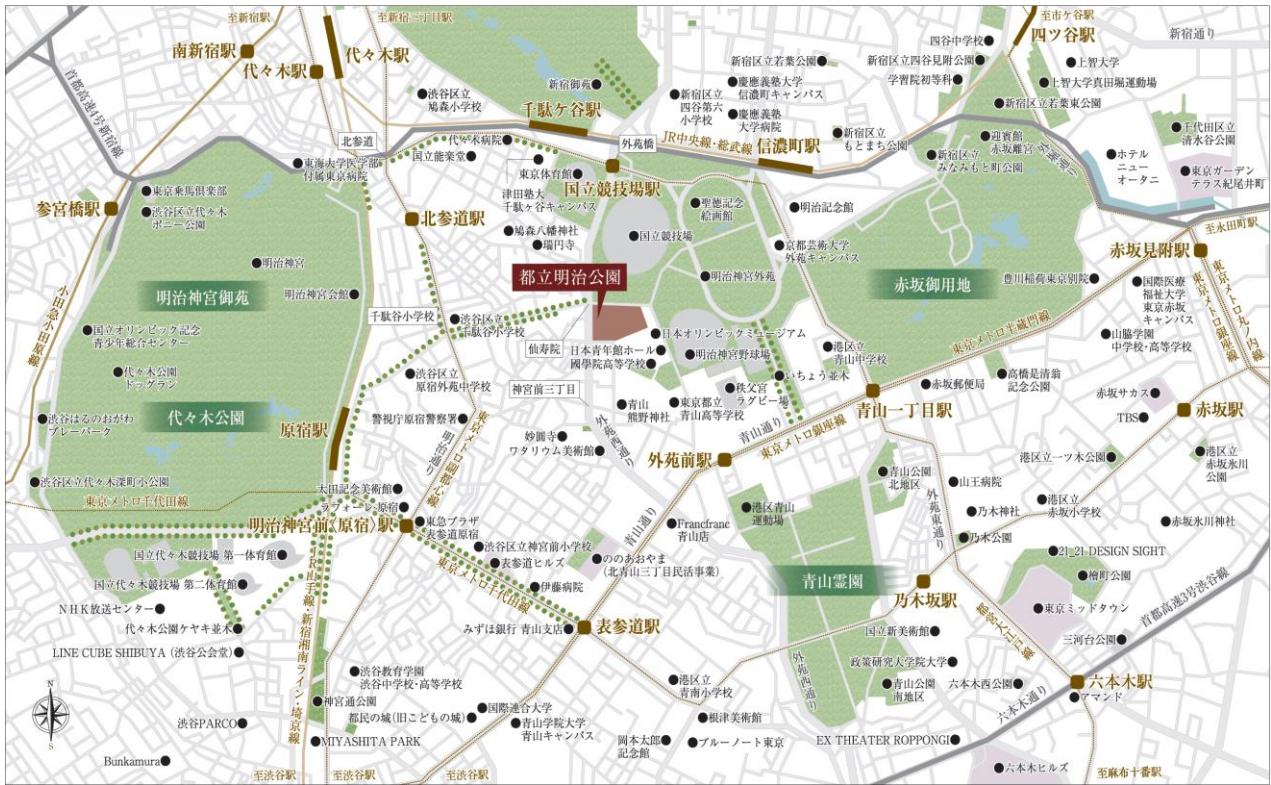 至新宿駅
至新宿三丁目駅
至市ケ谷駅
新宿通り
南新宿駅
代々木駅
代々木駅
四谷中学校
四ツ谷駅
新宿区立若葉公園
新宿区立四谷見附公園
上智大学
首都高速4号新宿線
新宿御苑
慶應義塾大学
信濃町キャンパス
学習院初等科
上智大学真田堀運動場
渋谷区立
鳩森小学校
新宿区立
四谷第六
小学校
慶應義塾
大学病院
新宿区立若葉東公園
千駄ケ谷駅
千代田区立
清水谷公園
北参道
代々木病院
外苑橋
JR中央線・総武線
信濃町駅
新宿区立
もとまち公園
迎賓館
赤坂離宮
外堀通り
ホテル
ニュー
オータニ
東海大学医学部
付属東京病院
国立能楽堂
東京体育館
国立競技場駅
新宿区立
みなみもと町公園
東京ガーデン
テラス紀尾井町
東京乗馬倶楽部
津田塾大
千駄ヶ谷キャンパス
参宮橋駅
渋谷区立代々木
ポニー公園
北参道駅
聖徳記念
絵画館
明治記念館
至永田町駅
鳩森八幡神社
瑞円寺
国立競技場
京都芸術大学
外苑キャンパス
赤坂見附駅
明治神宮
都立明治公園
明治神宮外苑
豊川稲荷東京別院
国際医療
福祉大学
東京赤坂
キャンパス
東京メトロ丸ノ内線
東京メトロ銀座線
明治神宮御苑
明治神宮会館
赤坂御用地
小田急小田原線
千駄谷小学校
渋谷区立
千駄谷小学校
東京メトロ半蔵門線
国立オリンピック記念
青少年総合センター
仙寿院
日本オリンピックミュージアム
日本青年館ホール
國學院高等学校
明治神宮野球場
港区立
青山中学校
山脇学園
中学校・高等学校
代々木公園
ドッグラン
渋谷区立
原宿外苑中学校
神宮前三丁目
いちょう並木
高橋是清翁
記念公園
秩父宮
ラグビー場
赤坂郵便局
赤坂サカス
代々木公園
原宿駅
青山
熊野神社
東京都立
青山高等学校
青山一丁目駅
赤坂駅
TBS
渋谷はるのおがわ
プレーパーク
警視庁原宿警察署
東京メトロ副都心線
明治通り
妙圓寺
ワタリウム美術館
外苑西通り
外苑前駅
青山通り
東京メトロ銀座線
港区立一ツ木公園
港区立
赤坂氷川
公園
渋谷区立代々木深町小公園
東京メトロ千代田線
太田記念美術館
ラフォーレ原宿
青山公園
北地区
山王病院
外苑東通り
乃木神社
港区立
赤坂小学校
港区青山
運動場
明治神宮前〈原宿〉駅
東急プラザ
表参道原宿
青山通り
Francfranc
青山店
赤坂氷川神社
乃木公園
国立代々木競技場 第一体育館
渋谷区立神宮前小学校
表参道ヒルズ
ののあおやま
(北青山三丁目民活事業)
21_21 DESIGN SIGHT
国立代々木競技場 第二体育館
伊藤病院
東京メトロ千代田線
青山霊園
乃木坂駅
檜町公園
NHK放送センター
JR山手線・新宿湘南ライン・埼京線
東京ミッドタウン
首都高速3号渋谷線
代々木公園ケヤキ並木
みずほ銀行 青山支店
表参道駅
国立新美術館
都営大江戸線
三河台公園
LINE CUBE SHIBUYA (渋谷公会堂)
外苑西通り
政策研究大学院大学
渋谷教育学園
渋谷中学校・高等学校
港区立
青南小学校
青山公園
南地区
六本木西公園
六本木駅
アマンド
六本木通り
N
S
神宮通公園
国際連合大学
都民の城(旧こどもの城)
青山学院大学
青山キャンパス
根津美術館
渋谷PARCO
MIYASHITA PARK
岡本太郎
記念館
ブルーノート東京
EX THEATER ROPPONGI
Bunkamura
至渋谷駅
至渋谷駅
至渋谷駅
六本木ヒルズ
至麻布十番駅